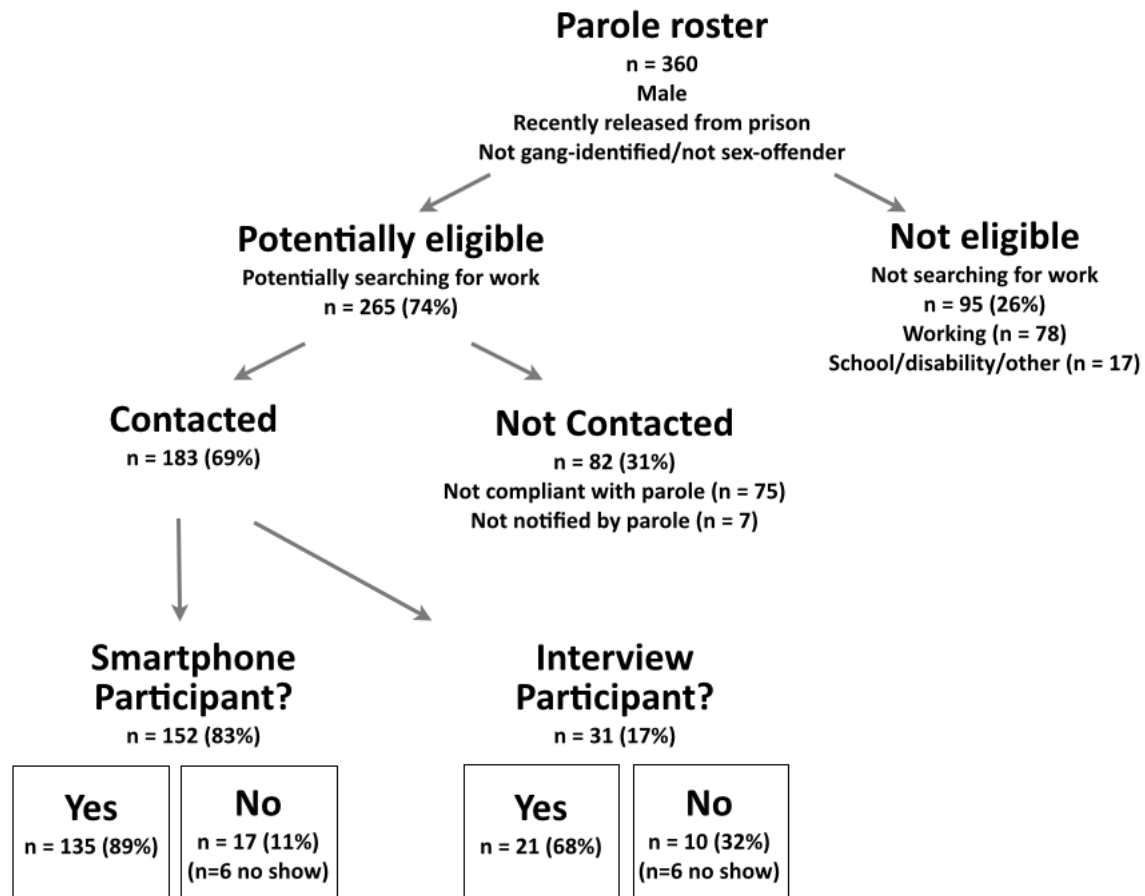 Parole roster
n = 360
Male
Recently released from prison
Not gang-identified/not sex-offender
Potentially eligible
Potentially searching for work
n = 265 (74%)
Not eligible
Not searching for work
n = 95 (26%)
Working (n = 78)
School/disability/other (n = 17)
Contacted
n = 183 (69%)
Not Contacted
n = 82 (31%)
Not compliant with parole (n = 75)
Not notified by parole (n = 7)
Smartphone
Participant?
n = 152 (83%)
Interview
Participant?
n = 31 (17%)
Yes
n = 135 (89%)
No
n = 17 (11%)
(n=6 no show)
Yes
n = 21 (68%)
No
n = 10 (32%)
(n=6 no show)